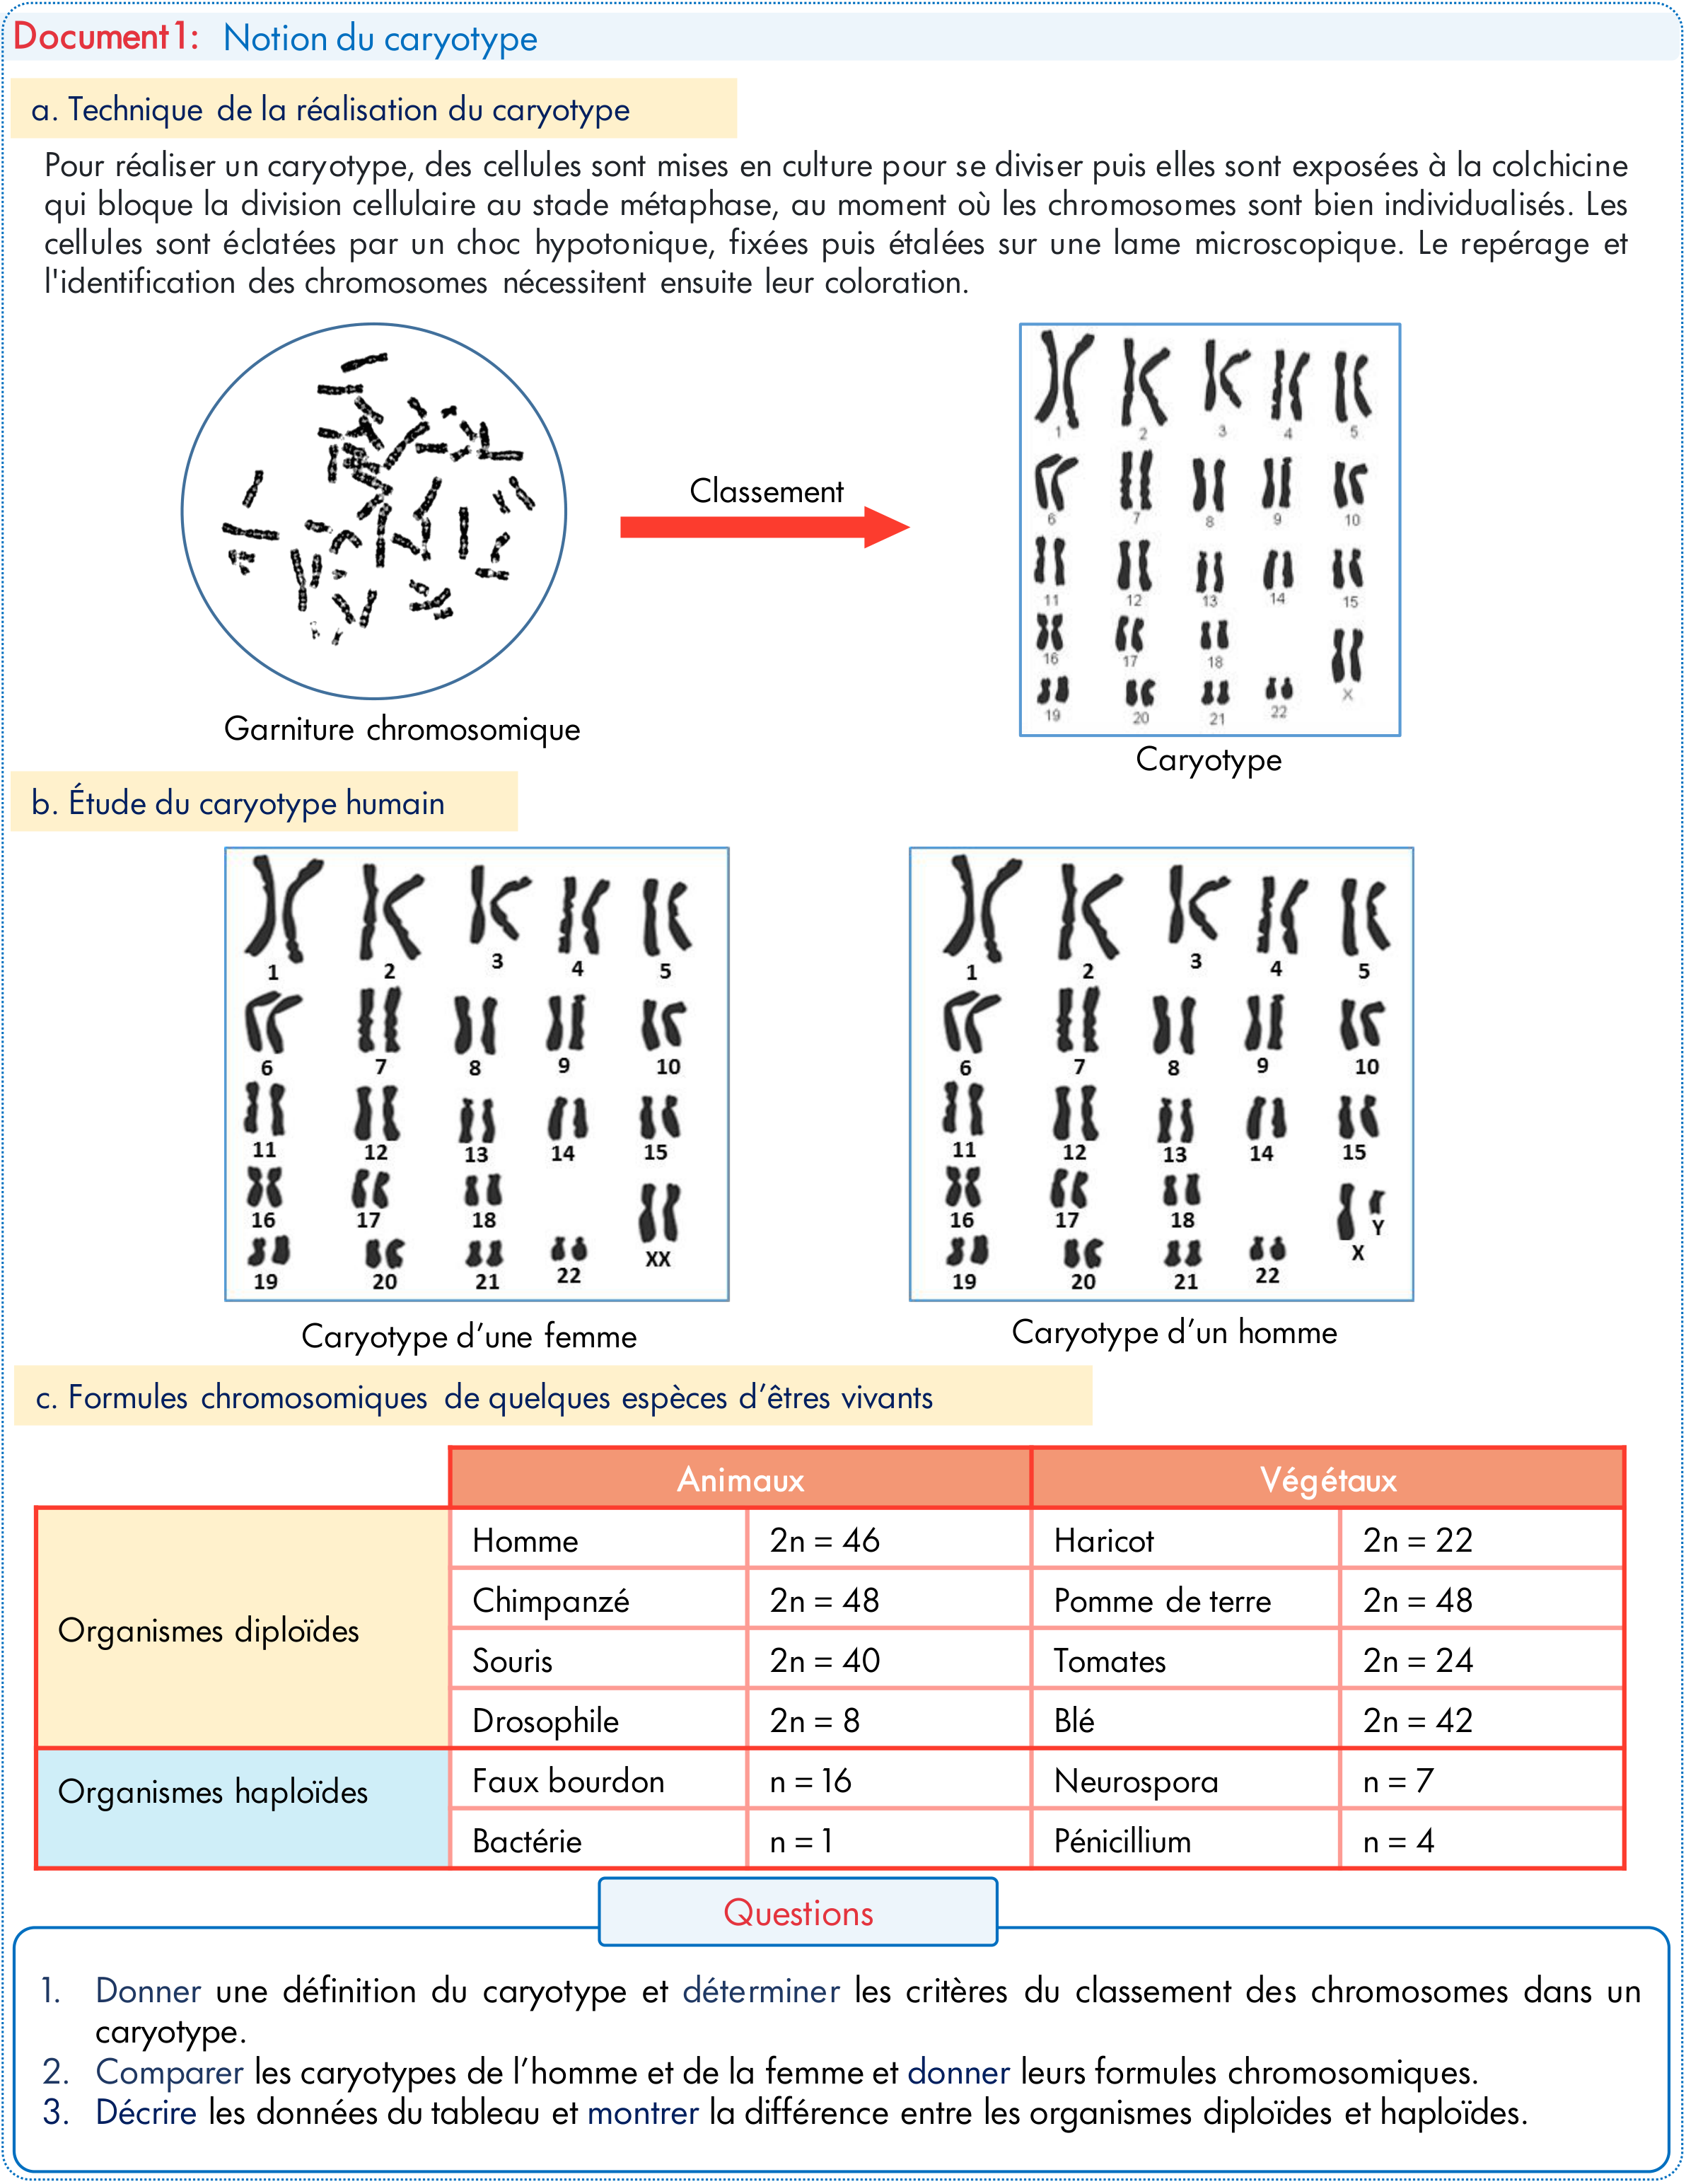 Document1: Notion du caryotype
a. Technique de la réalisation du caryotype
Pour réaliser un caryotype, des cellules sont mises en culture pour se diviser puis elles sont exposées à la colchicine
qui bloque la division cellulaire au stade métaphase, au moment où les chromosomes sont bien individualisés. Les
cellules sont éclatées par un choc hypotonique, fixées puis étalées sur une lame microscopique. Le repérage et
l'identification des chromosomes nécessitent ensuite leur coloration.
Classement
1 2 3 4 5
6 7 8 9 10
11 12 13 14 15
16 17 18
X
19 20 21 22
Garniture chromosomique
Caryotype
b. Étude du caryotype humain
1 2 3 4 5
6 7 8 9 10
11 12 13 14 15
16 17 18
XX
19 20 21 22
Caryotype d’une femme
1 2 3 4 5
6 7 8 9 10
11 12 13 14 15
16 17 18
Y
X
19 20 21 22
Caryotype d’un homme
c. Formules chromosomiques de quelques espèces d’êtres vivants
Animaux Végétaux
Organismes diploïdes
Homme 2n = 46 Haricot 2n = 22
Chimpanzé 2n = 48 Pomme de terre 2n = 48
Souris 2n = 40 Tomates 2n = 24
Drosophile 2n = 8 Blé 2n = 42
Organismes haploïdes
Faux bourdon n = 16 Neurospora n = 7
Bactérie n = 1 Pénicillium n = 4
Questions
1. Donner une définition du caryotype et déterminer les critères du classement des chromosomes dans un
caryotype.
2. Comparer les caryotypes de l’homme et de la femme et donner leurs formules chromosomiques.
3. Décrire les données du tableau et montrer la différence entre les organismes diploïdes et haploïdes.